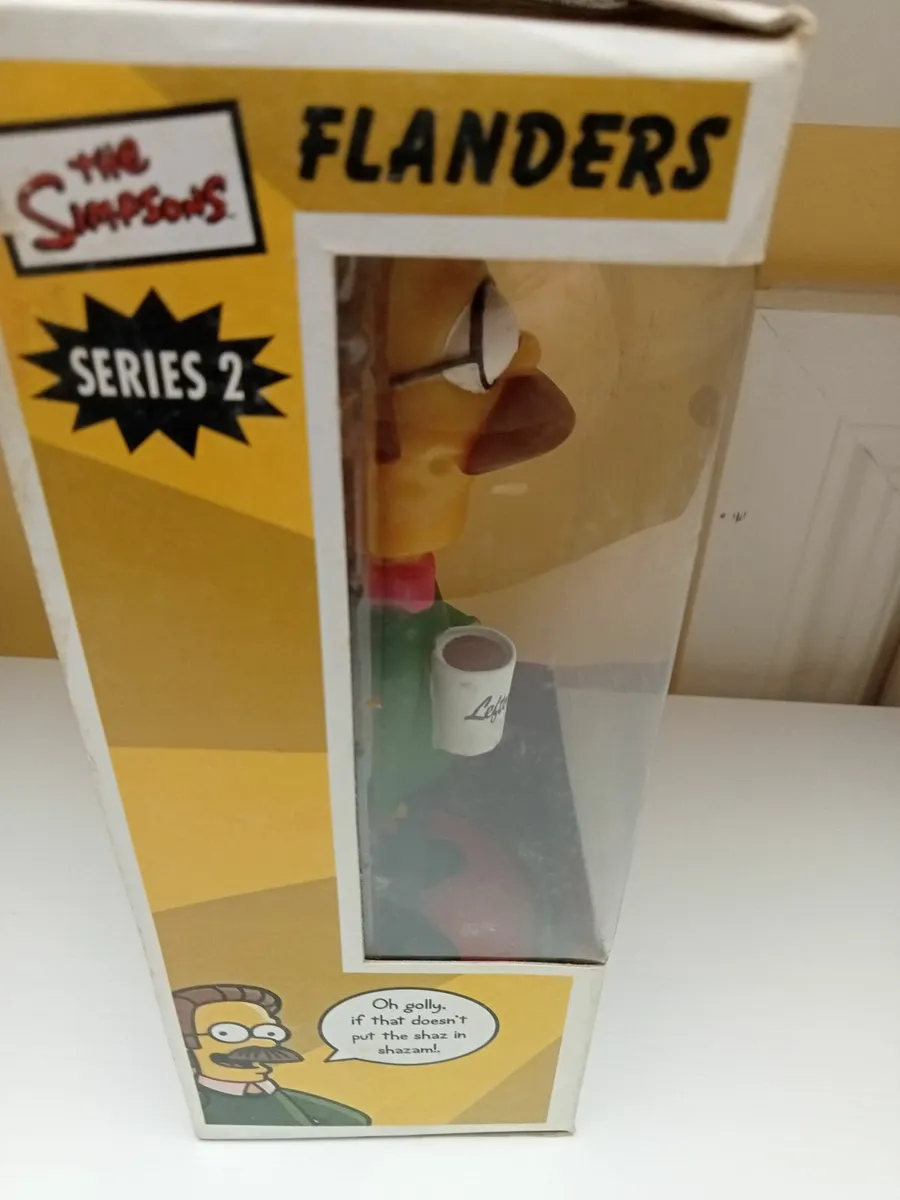 THE
SIMPSONS
FLANDERS
SERIES 2
Oh golly,
if that doesn't
put the shaz in
shazam!.